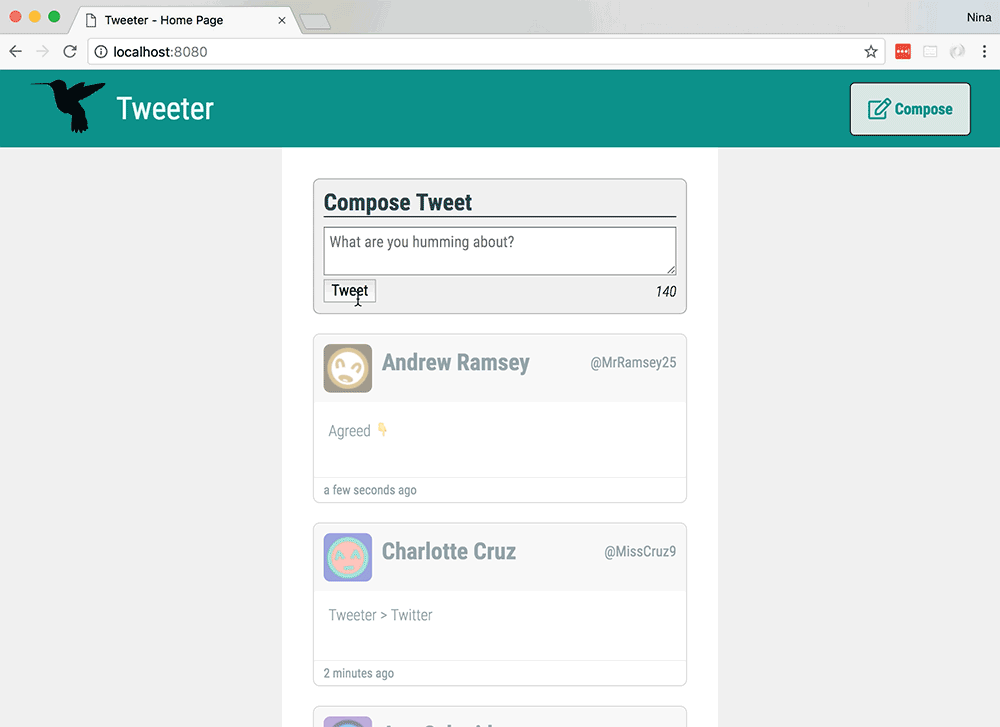 Tweeter - Home Page
Nina
localhost:8080
Tweeter
Compose
Compose Tweet
What are you humming about?
Tweet
140
Andrew Ramsey
@MrRamsey25
Agreed 👇
a few seconds ago
Charlotte Cruz
@MissCruz9
Tweeter > Twitter
2 minutes ago